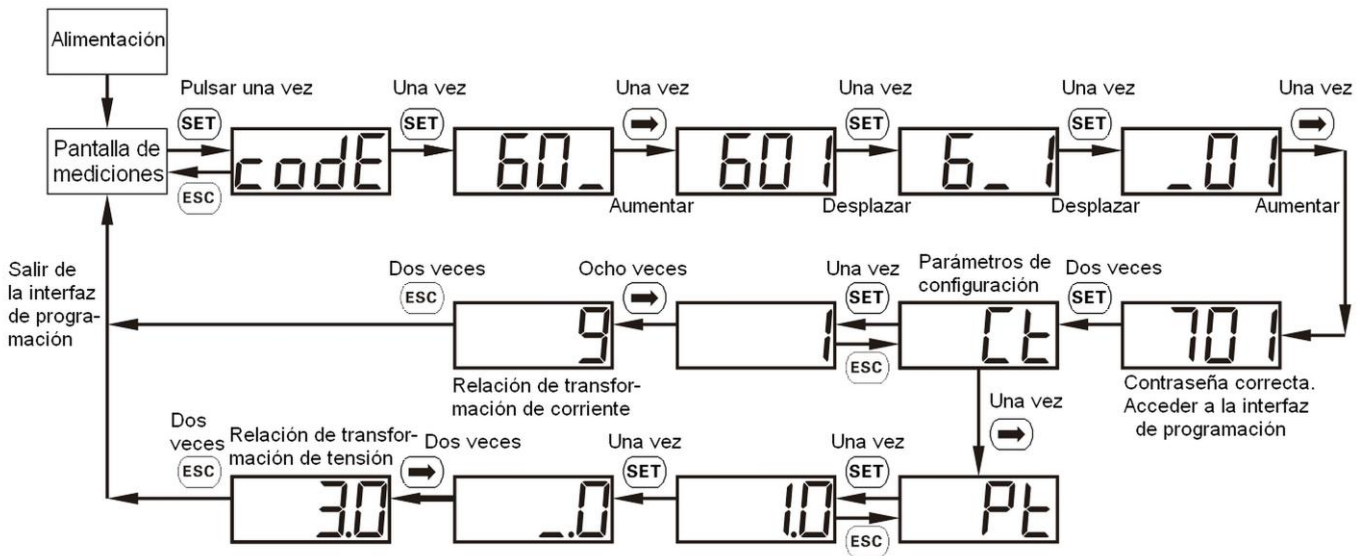 Alimentación
Pulsar una vez
SET
Una vez
SET
Una vez
Una vez
SET
Una vez
SET
Una vez
Pantalla de
mediciones
ESC
codE
60_
601
6_1
_01
Aumentar
Desplazar
Desplazar
Aumentar
Salir de
la interfaz
de progra-
mación
Dos veces
ESC
Ocho veces
Una vez
SET
Parámetros de
configuración
Dos veces
SET
9
1
ESC
Ct
701
Relación de transfor-
mación de corriente
Una vez
Contraseña correcta.
Acceder a la interfaz
de programación
Dos
veces
ESC
Relación de transfor-
mación de tensión
Dos veces
Una vez
SET
Una vez
SET
3.0
_.0
1.0
ESC
Pt